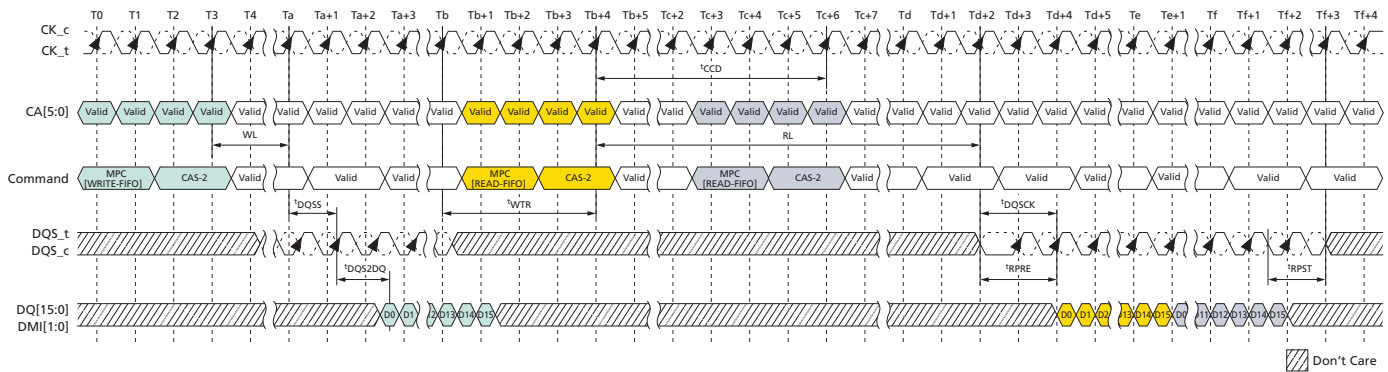 T0 T1 T2 T3 T4 Ta Ta+1 Ta+2 Ta+3 Tb Tb+1 Tb+2 Tb+3 Tb+4 Tb+5 Tc+2 Tc+3 Tc+4 Tc+5 Tc+6 Tc+7 Td Td+1 Td+2 Td+3 Td+4 Td+5 Te Te+1 Tf Tf+1 Tf+2 Tf+3 Tf+4
CK_c
CK_t
tCCD
CA[5:0] Valid Valid Valid Valid Valid Valid Valid Valid Valid Valid Valid Valid Valid Valid Valid Valid Valid Valid Valid Valid Valid Valid Valid Valid Valid Valid Valid Valid Valid Valid Valid Valid Valid Valid
WL RL
Command MPC [WRITE-FIFO] CAS-2 Valid Valid MPC [READ-FIFO] CAS-2 Valid MPC [READ-FIFO] CAS-2 Valid Valid Valid Valid Valid
tDQSS tWTR tDQSCK
DQS_t
DQS_c
tDQS2DQ tRPRE tRPST
DQ[15:0] D0 D1 2 D13 D14 D15 D0 D1 D2 D13 D14 D15 D0 D11 D12 D13 D14 D15
DMI[1:0]
Don't Care